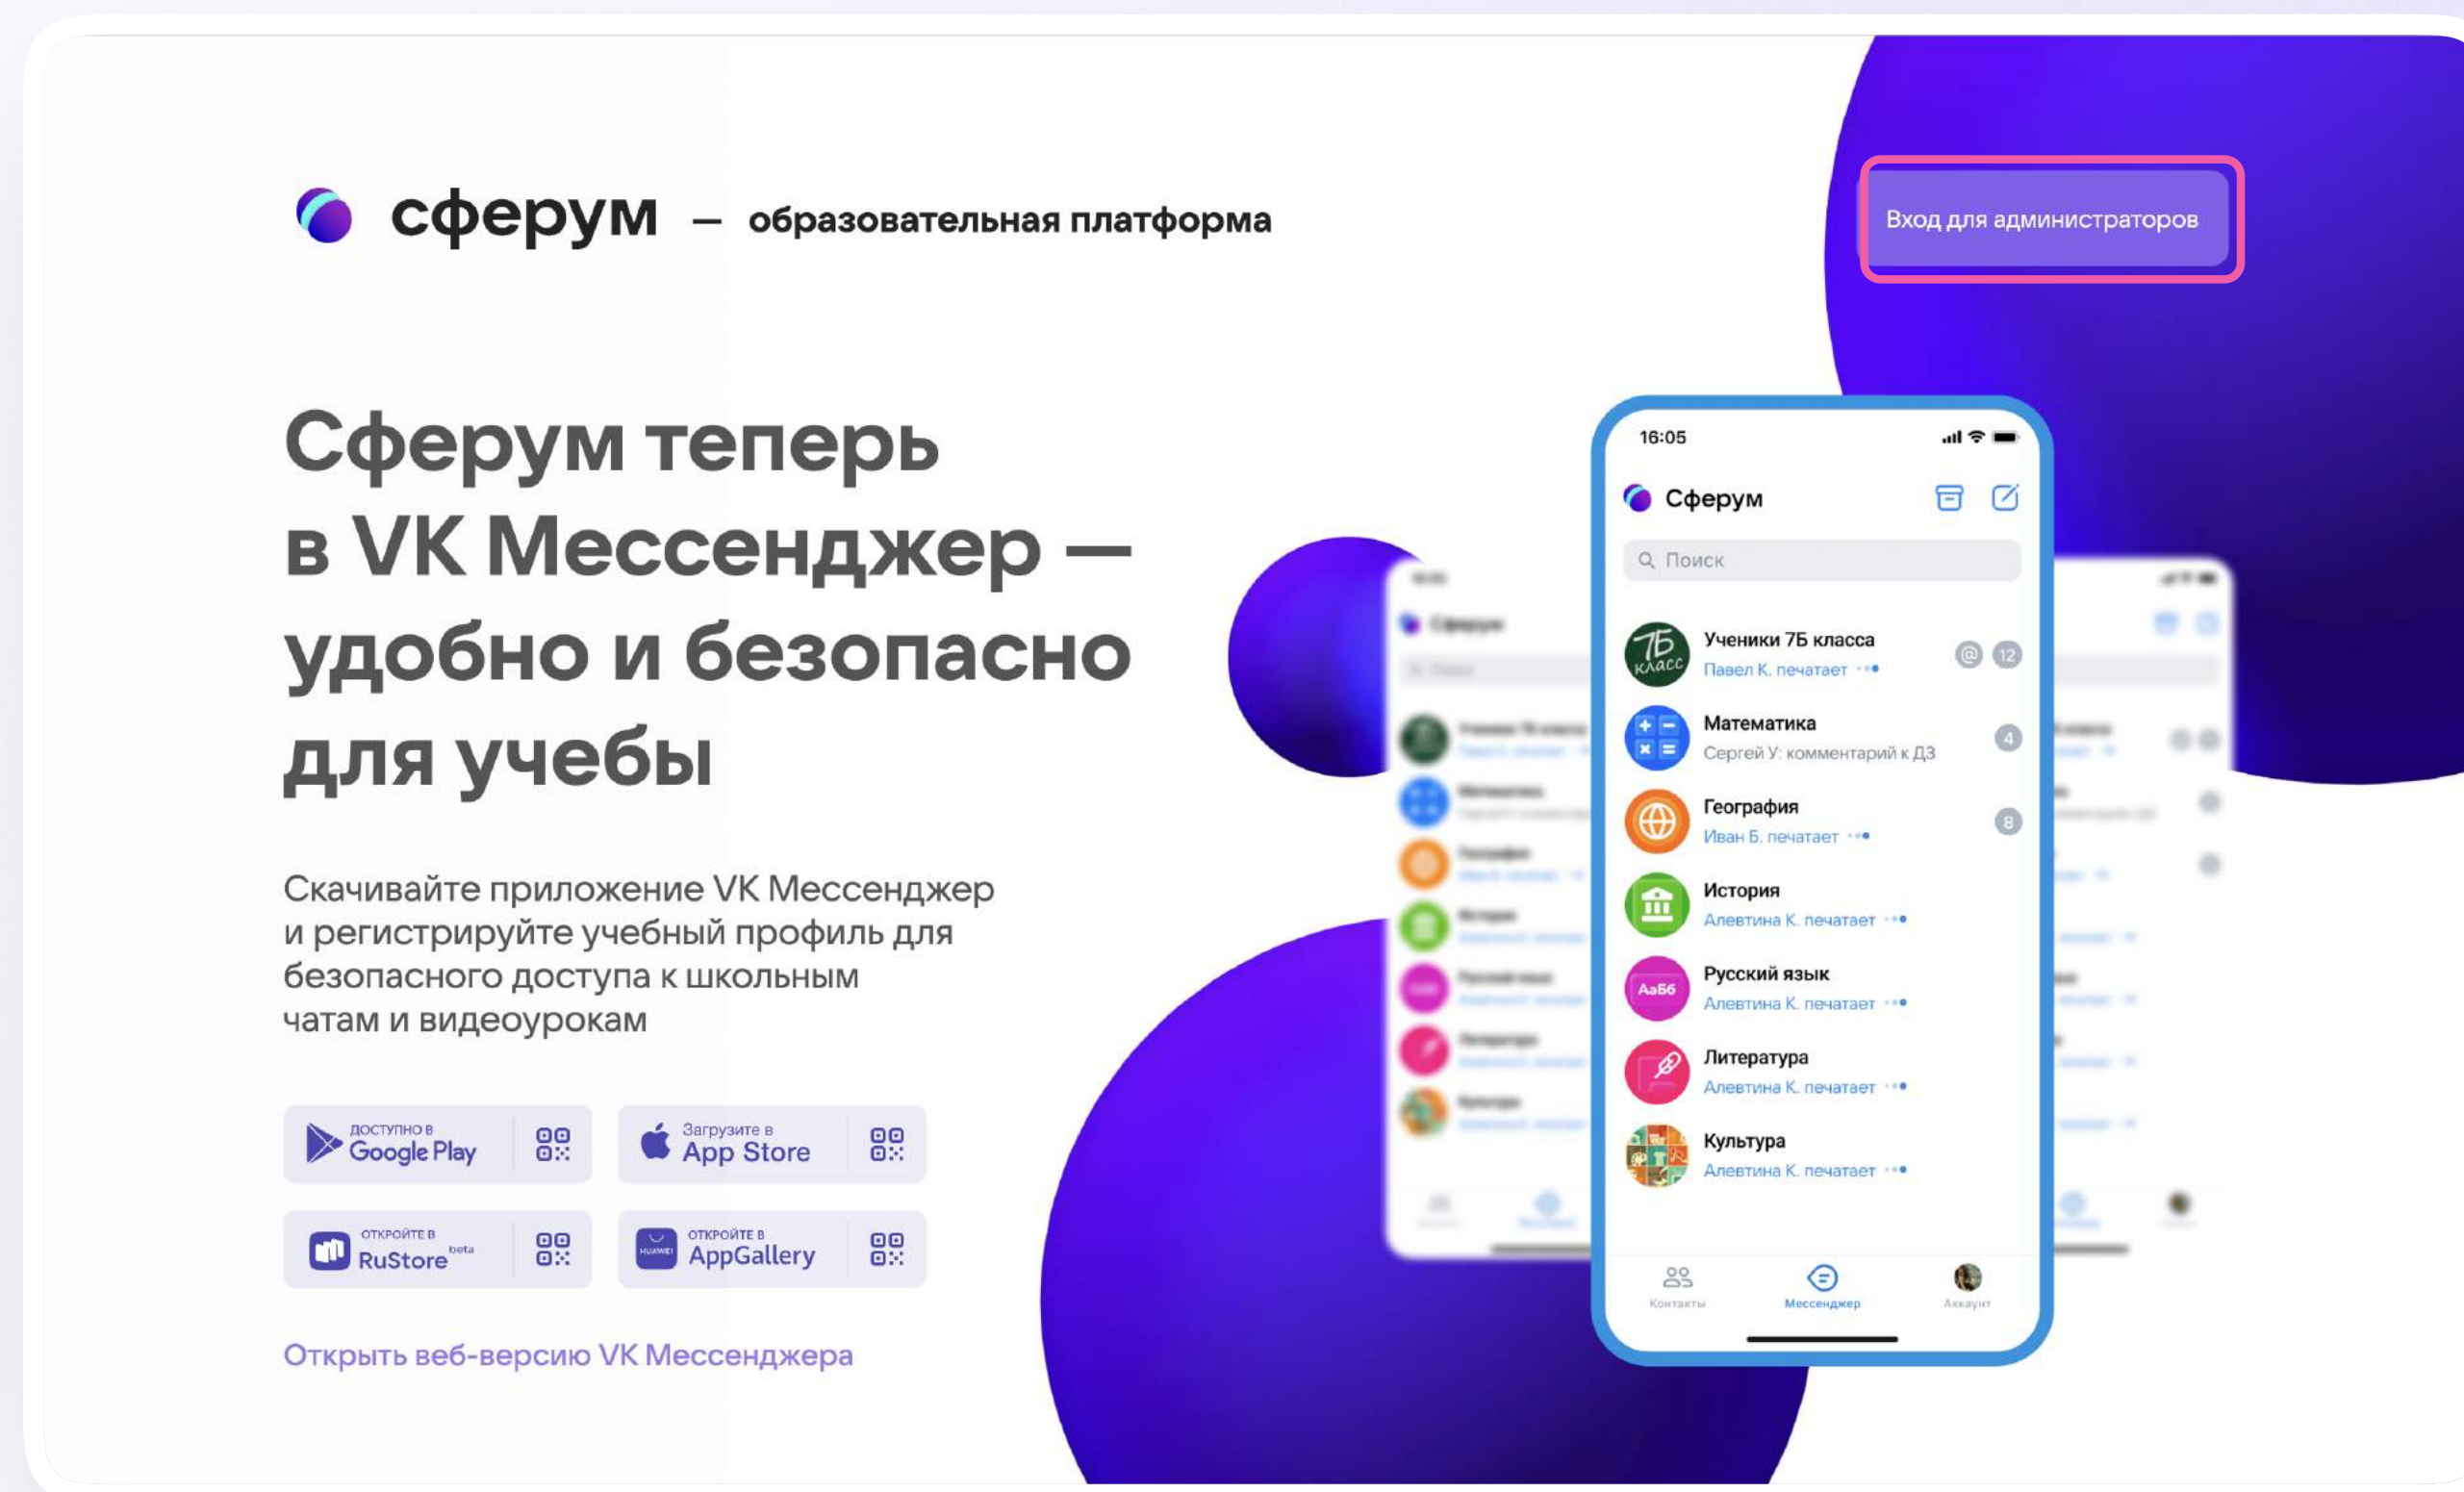 сферум — образовательная платформа
Вход для администраторов
Сферум теперь
в VK Мессенджер —
удобно и безопасно
для учебы
Скачивайте приложение VK Мессенджер
и регистрируйте учебный профиль для
безопасного доступа к школьным
чатам и видеоурокам
ДОСТУПНО В
Google Play
Загрузите в
App Store
ОТКРОЙТЕ В
RuStore beta
HUAWEI
ОТКРОЙТЕ В
AppGallery
Открыть веб-версию VK Мессенджера
16:05
Сферум
Поиск
7Б
КЛАСС
Ученики 7Б класса
Павел К. печатает
@ 12
Математика
Сергей У: комментарий к ДЗ
4
География
Иван Б. печатает
8
История
Алевтина К. печатает
АаБб
Русский язык
Алевтина К. печатает
Литература
Алевтина К. печатает
Культура
Алевтина К. печатает
Контакты
Мессенджер
Аккаунт